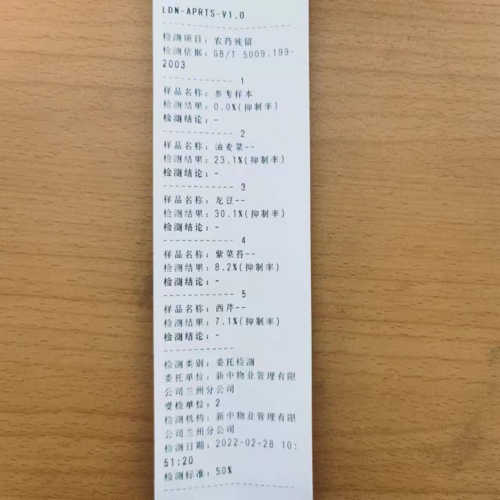 LDN-APRTS-V1.0
检测项目: 农药残留
检测依据: GB/T 5009.199-
2003
------------ 1
样品名称: 参考样本
检测结果: 0.0%(抑制率)
检测结论: -
------------ 2
样品名称: 油麦菜--
检测结果: 23.1%(抑制率)
检测结论: -
------------ 3
样品名称: 龙豆--
检测结果: 30.1%(抑制率)
检测结论: -
------------ 4
样品名称: 紫菜苔--
检测结果: 8.2%(抑制率)
检测结论: -
------------ 5
样品名称: 西芹--
检测结果: 7.1%(抑制率)
检测结论: -
检测类别: 委托检测
委托单位: 新中物业管理有限
公司兰州分公司
受检单位: 2
检测机构: 新中物业管理有限
公司兰州分公司
检测日期: 2022-02-28 10:
51:20
检测标准: 50%